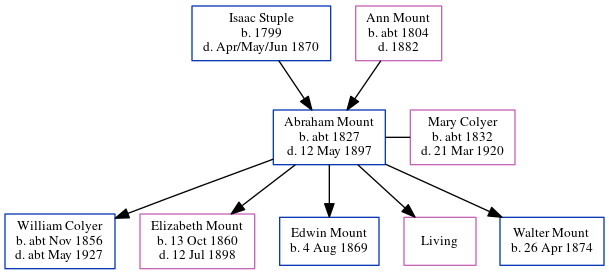 Isaac Stuple
b. 1799
d. Apr/May/Jun 1870
Ann Mount
b. abt 1804
d. 1882
Abraham Mount
b. abt 1827
d. 12 May 1897
Mary Colyer
b. abt 1832
d. 21 Mar 1920
William Colyer
b. abt Nov 1856
d. abt May 1927
Elizabeth Mount
b. 13 Oct 1860
d. 12 Jul 1898
Edwin Mount
b. 4 Aug 1869
Living
Walter Mount
b. 26 Apr 1874